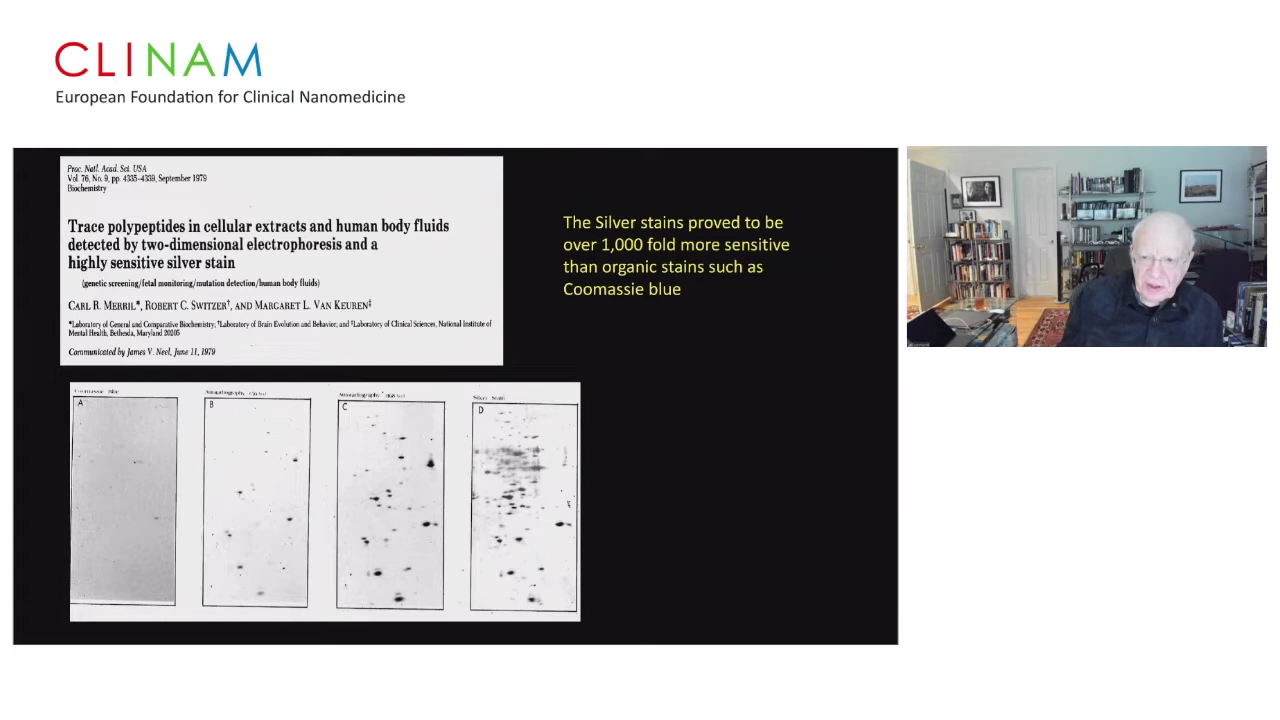 CLINAM
European Foundation for Clinical Nanomedicine
Proc. Natl. Acad. Sci. USA
Vol. 76, No. 9, pp. 4335-4339, September 1979
Biochemistry
Trace polypeptides in cellular extracts and human body fluids
detected by two-dimensional electrophoresis and a
highly sensitive silver stain
(genetic screening/fetal monitoring/mutation detection/human body fluids)
CARL R. MERRIL*, ROBERT C. SWITZER†, AND MARGARET L. VAN KEUREN‡
*Laboratory of General and Comparative Biochemistry; †Laboratory of Brain Evolution and Behavior; and ‡Laboratory of Clinical Sciences, National Institute of
Mental Health, Bethesda, Maryland 20205
Communicated by James V. Neel, June 11, 1979
The Silver stains proved to be
over 1,000 fold more sensitive
than organic stains such as
Coomassie blue
Coomassie Blue
Autoradiography
Autoradiography
Silver Stain
A
B
C
D